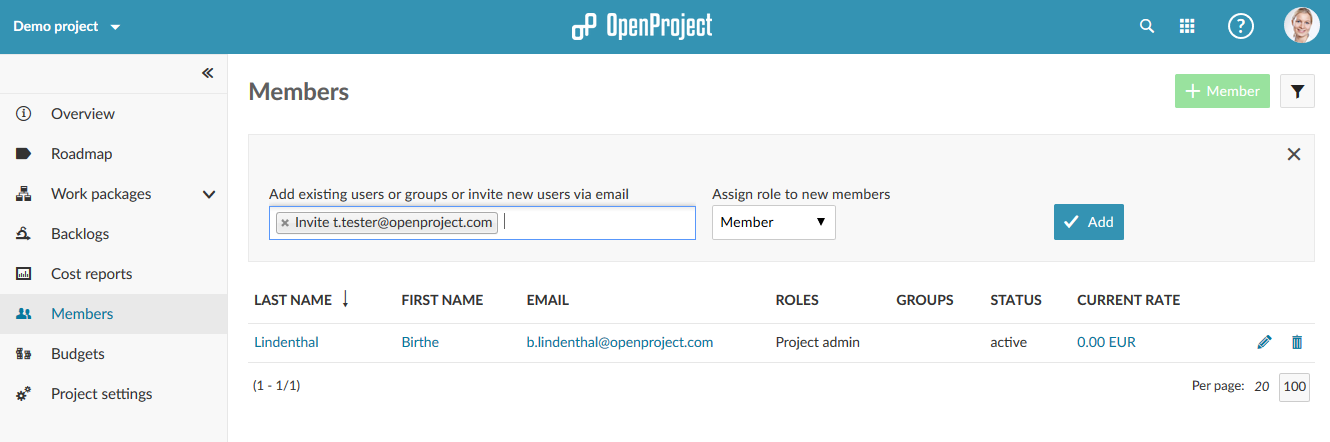 Demo project
OpenProject
?
Overview
Roadmap
Work packages
Backlogs
Cost reports
Members
Budgets
Project settings
Members
+ Member
Add existing users or groups or invite new users via email
Assign role to new members
× Invite t.tester@openproject.com
Member
Add
LAST NAME FIRST NAME EMAIL ROLES GROUPS STATUS CURRENT RATE
Lindenthal Birthe b.lindenthal@openproject.com Project admin active 0.00 EUR
(1 - 1/1)
Per page: 20 100